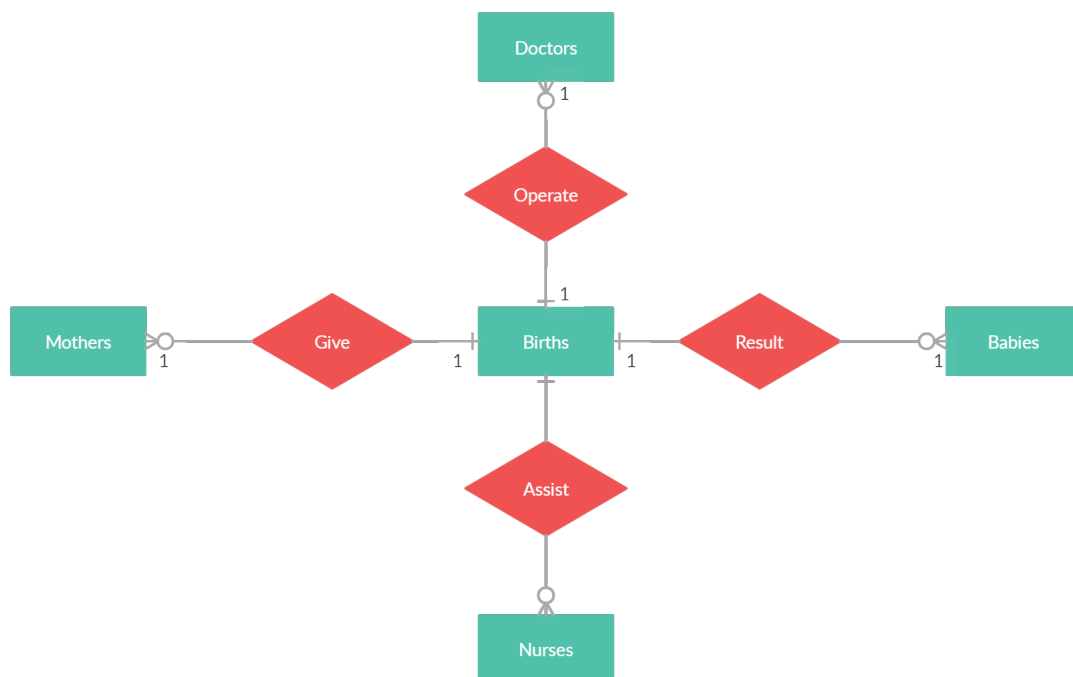 Doctors
1
Operate
1
Mothers
1
Give
1
Births
1
Result
1
Babies
Assist
Nurses